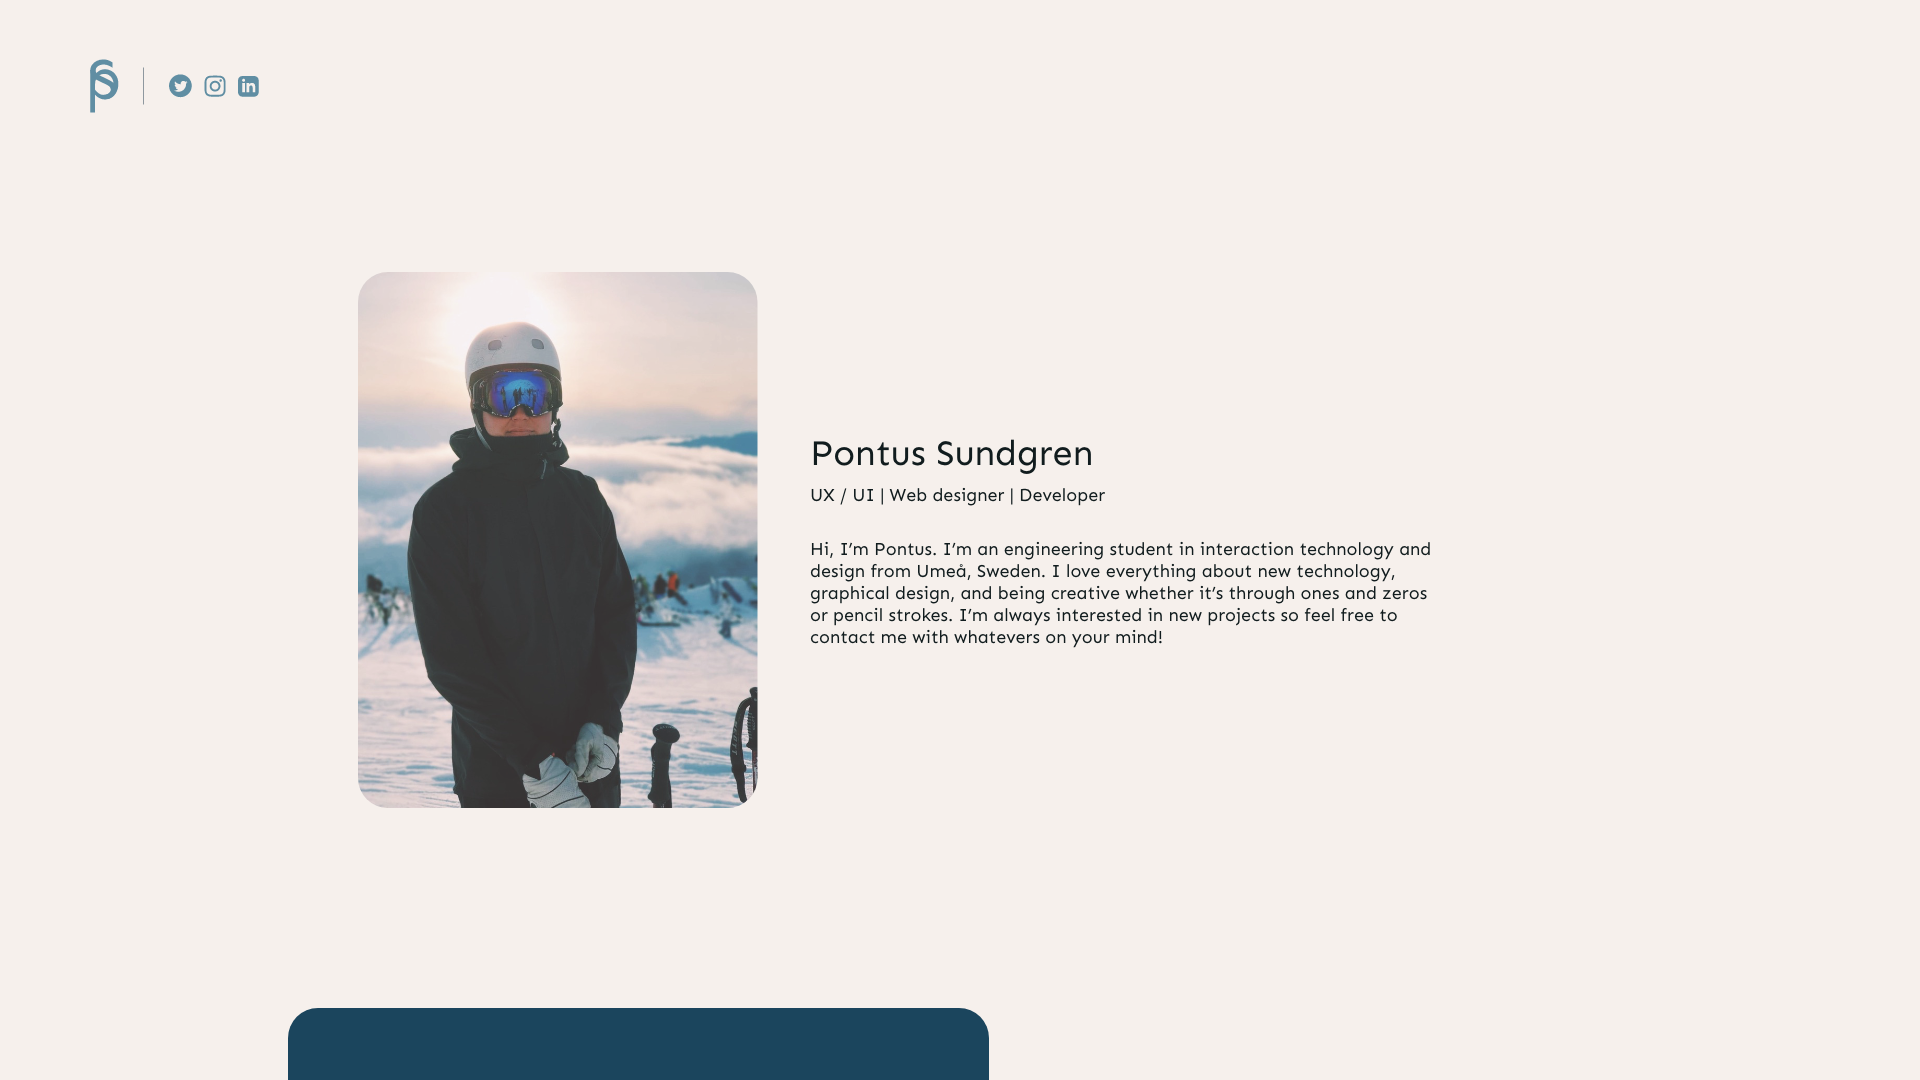 Pontus Sundgren
UX / UI | Web designer | Developer
Hi, I’m Pontus. I’m an engineering student in interaction technology and
design from Umeå, Sweden. I love everything about new technology,
graphical design, and being creative whether it’s through ones and zeros
or pencil strokes. I’m always interested in new projects so feel free to
contact me with whatevers on your mind!